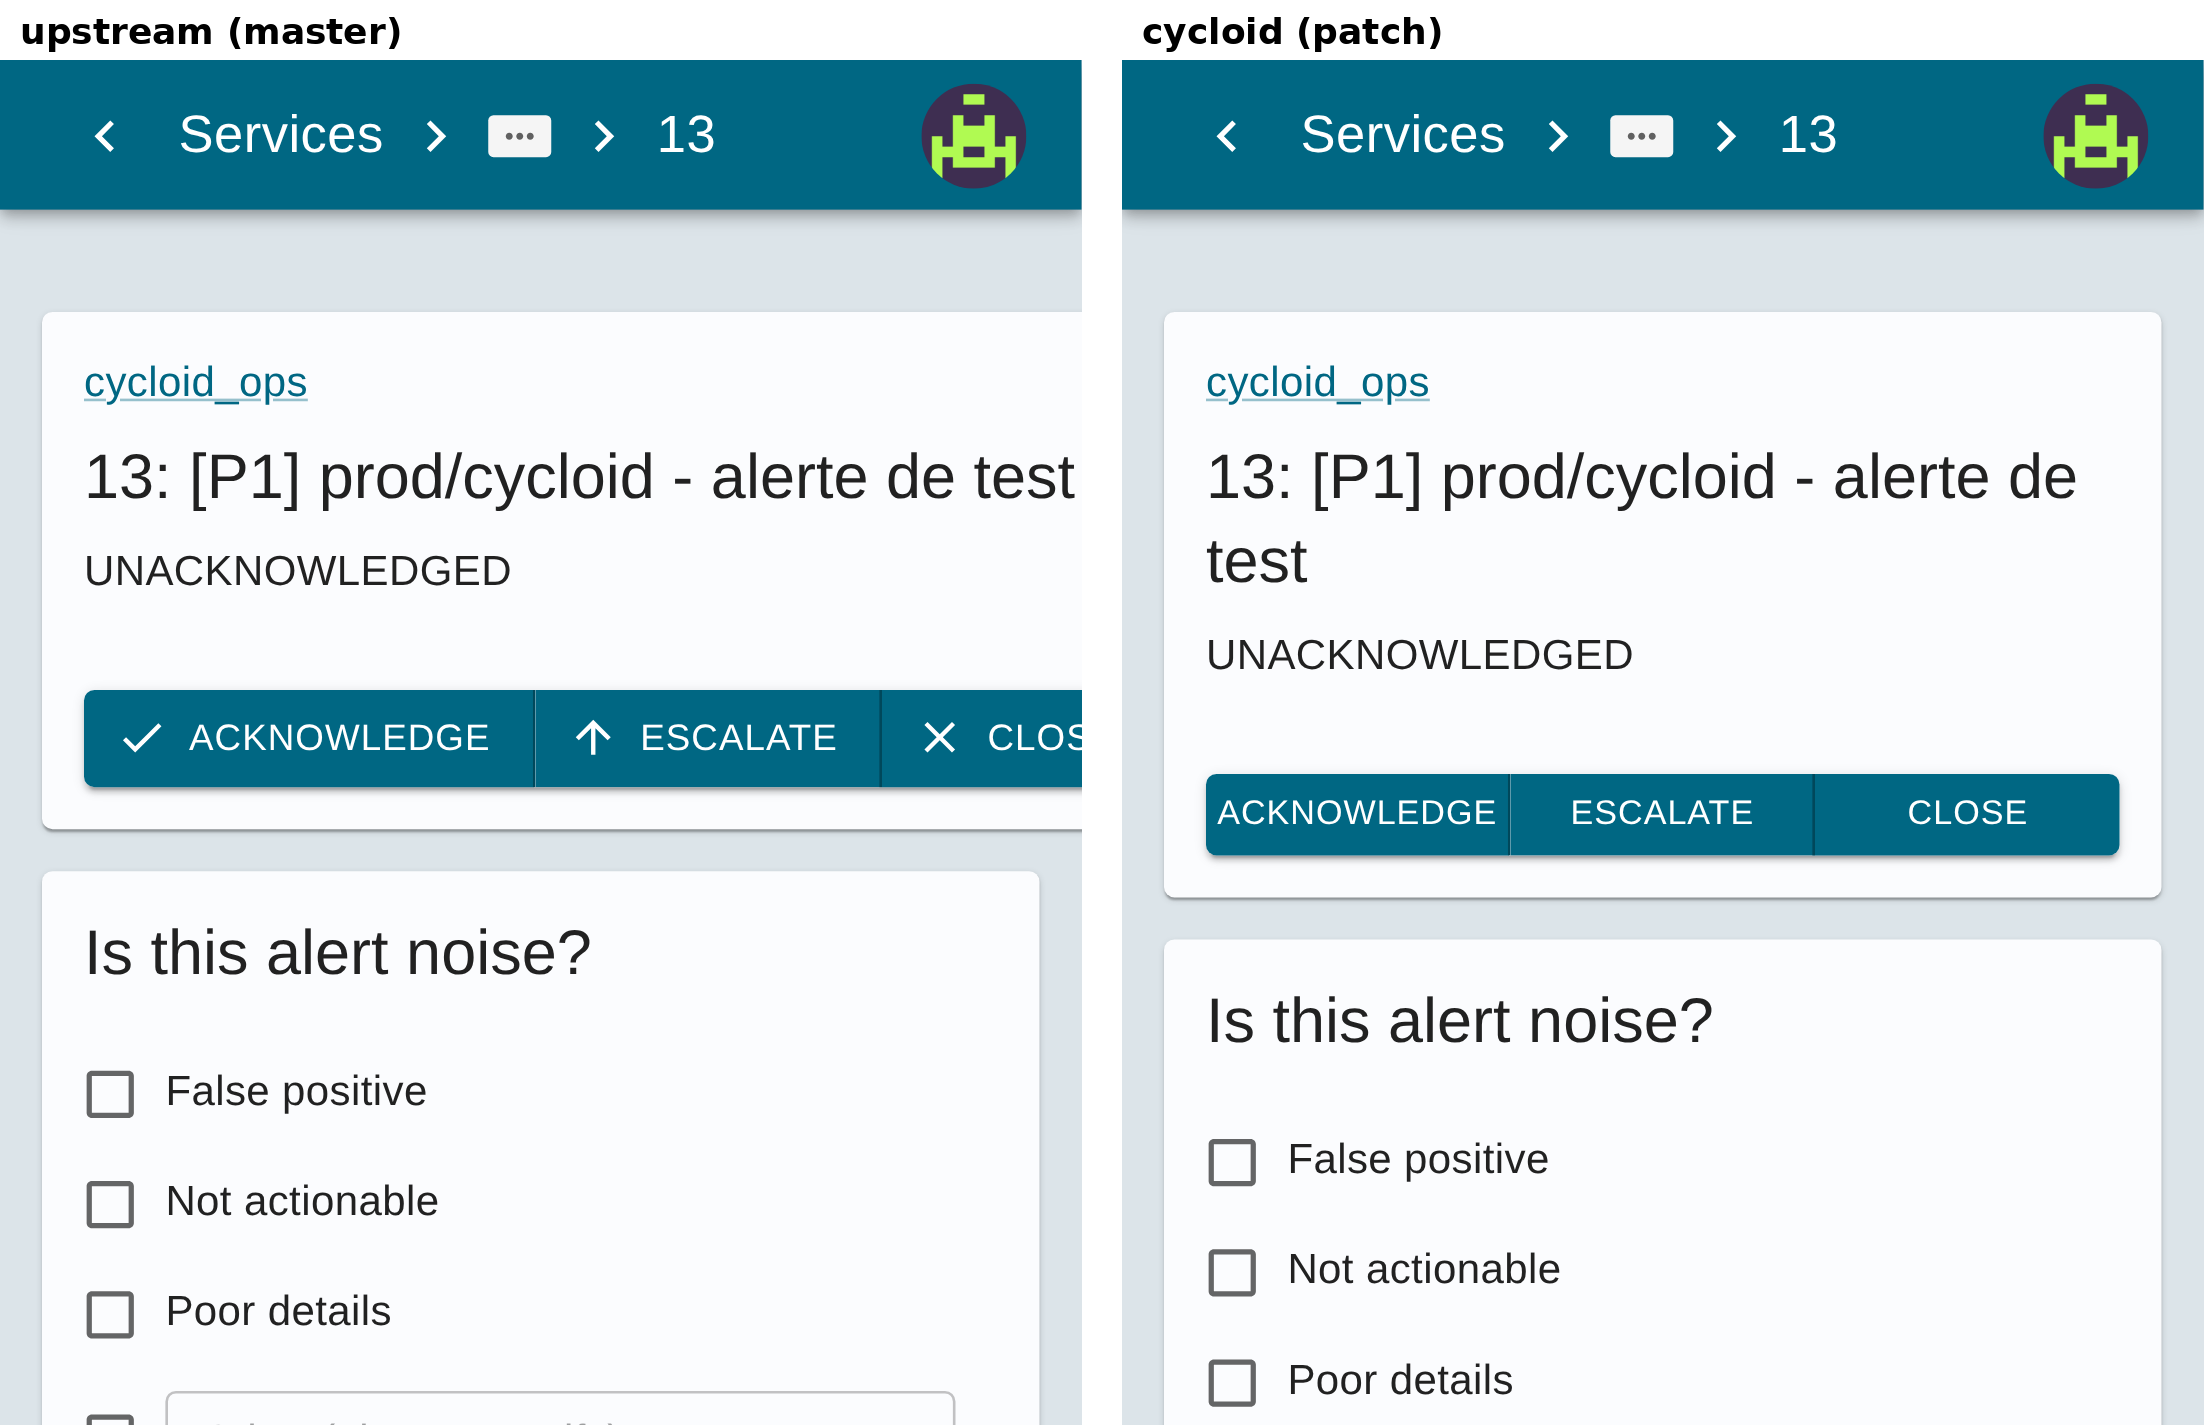 upstream (master)
Services
13
cycloid_ops
13: [P1] prod/cycloid - alerte de test
UNACKNOWLEDGED
ACKNOWLEDGE
ESCALATE
Is this alert noise?
False positive
Not actionable
Poor details
cycloid (patch)
Services
13
cycloid_ops
13: [P1] prod/cycloid - alerte de
test
UNACKNOWLEDGED
ACKNOWLEDGE
ESCALATE
CLOSE
Is this alert noise?
False positive
Not actionable
Poor details